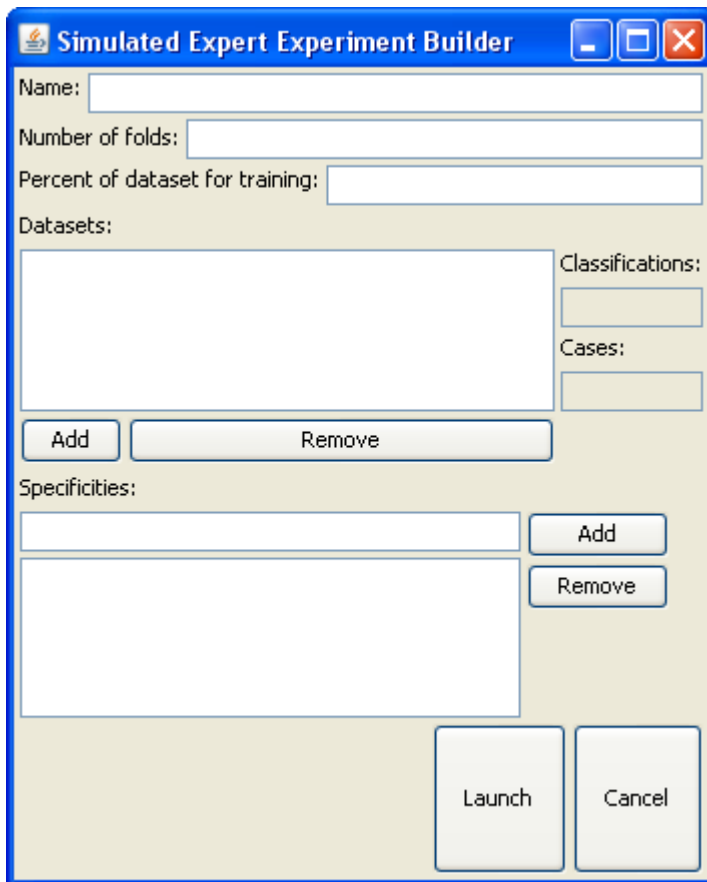 Simulated Expert Experiment Builder
Name:
Number of folds:
Percent of dataset for training:
Datasets:
Classifications:
Cases:
Add Remove
Specificities:
Add
Remove
Launch Cancel